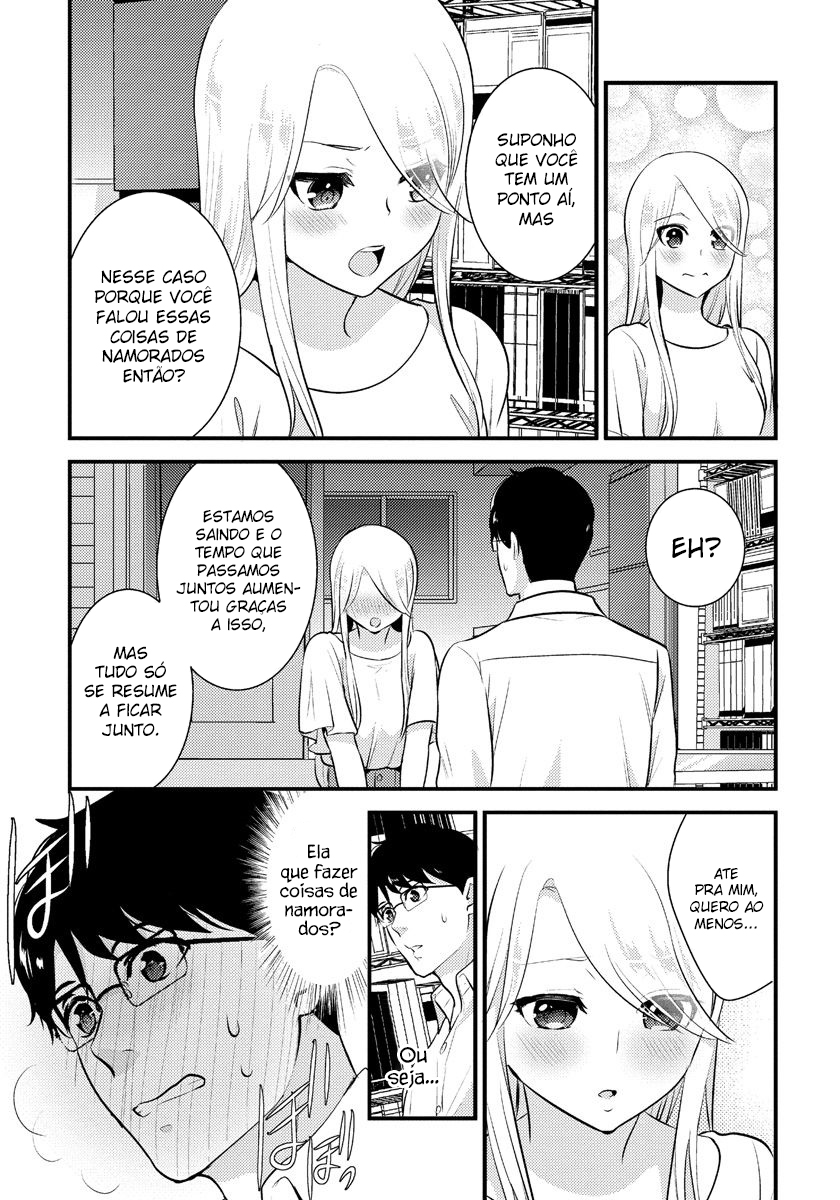 SUPONHO
QUE VOCÊ
TEM UM
PONTO AÍ,
MAS
NESSE CASO
PORQUE VOCÊ
FALOU ESSAS
COISAS DE
NAMORADOS
ENTÃO?
EH?
ESTAMOS
SAINDO E O
TEMPO QUE
PASSAMOS
JUNTOS AUMEN-
TOU GRAÇAS
A ISSO,
MAS
TUDO SÓ
SE RESUME
A FICAR
JUNTO.
ATE
PRA MIM,
QUERO AO
MENOS...
Ou
seja...
Ela
que fazer
coisas de
namora-
dos?